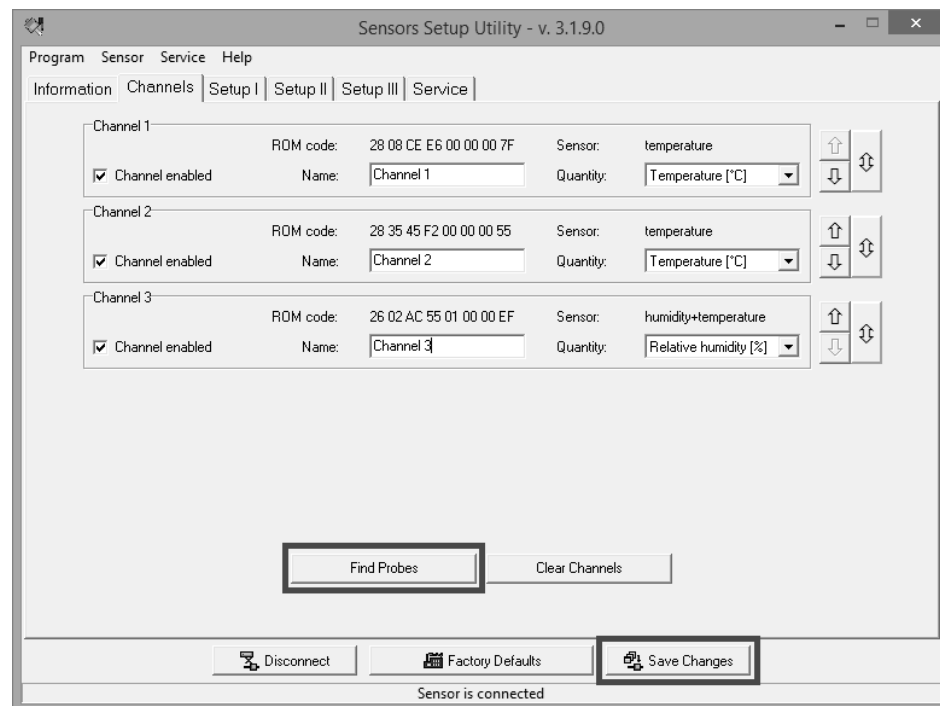 Sensors Setup Utility - v. 3.1.9.0
Program Sensor Service Help
Information Channels Setup I Setup II Setup III Service
Channel 1
ROM code: 28 08 CE E6 00 00 00 7F Sensor: temperature
Channel enabled Name: Channel 1 Quantity: Temperature [°C]
Channel 2
ROM code: 28 35 45 F2 00 00 00 55 Sensor: temperature
Channel enabled Name: Channel 2 Quantity: Temperature [°C]
Channel 3
ROM code: 26 02 AC 55 01 00 00 EF Sensor: humidity+temperature
Channel enabled Name: Channel 3 Quantity: Relative humidity [%]
Find Probes Clear Channels
Disconnect Factory Defaults Save Changes
Sensor is connected